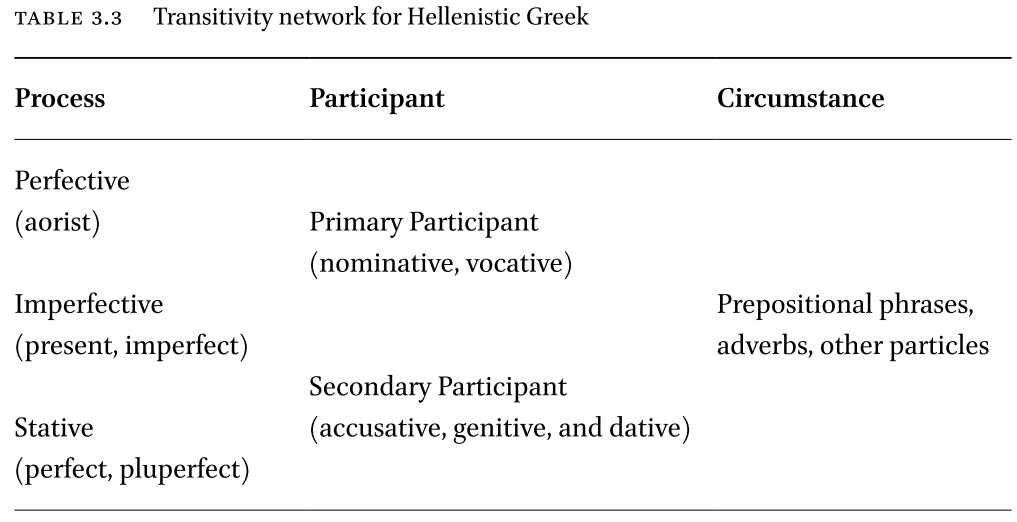 TABLE 3.3 Transitivity network for Hellenistic Greek
Process Participant Circumstance
Perfective
(aorist) Primary Participant
(nominative, vocative)
Imperfective Prepositional phrases,
(present, imperfect) adverbs, other particles
Secondary Participant
Stative (accusative, genitive, and dative)
(perfect, pluperfect)